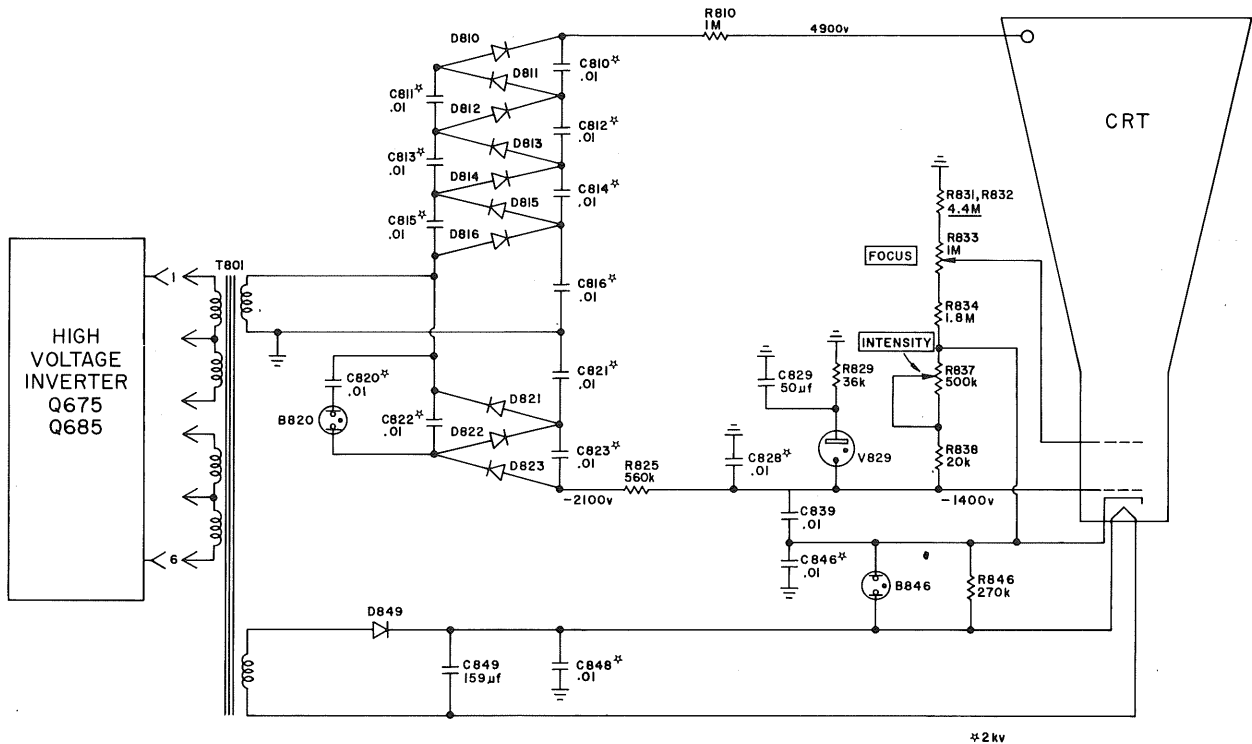 R810
1M
4900v
D810
D811
D812
D813
D814
D815
D816
C810☆
.01
C811☆
.01
C812☆
.01
C813☆
.01
C814☆
.01
C815☆
.01
C816☆
.01
CRT
R831, R832
4.4M
R833
1M
FOCUS
R834
1.8M
INTENSITY
R837
500k
R838
20k
HIGH
VOLTAGE
INVERTER
Q675
Q685
1
6
T801
C820☆
.01
B820
C822☆
.01
D821
D822
D823
C821☆
.01
C823☆
.01
-2100v
R825
560k
C828☆
.01
C829
50µf
R829
36k
V829
-1400v
C839
.01
C846☆
.01
B846
R846
270k
D849
C849
159µf
C848☆
.01
☆2kv